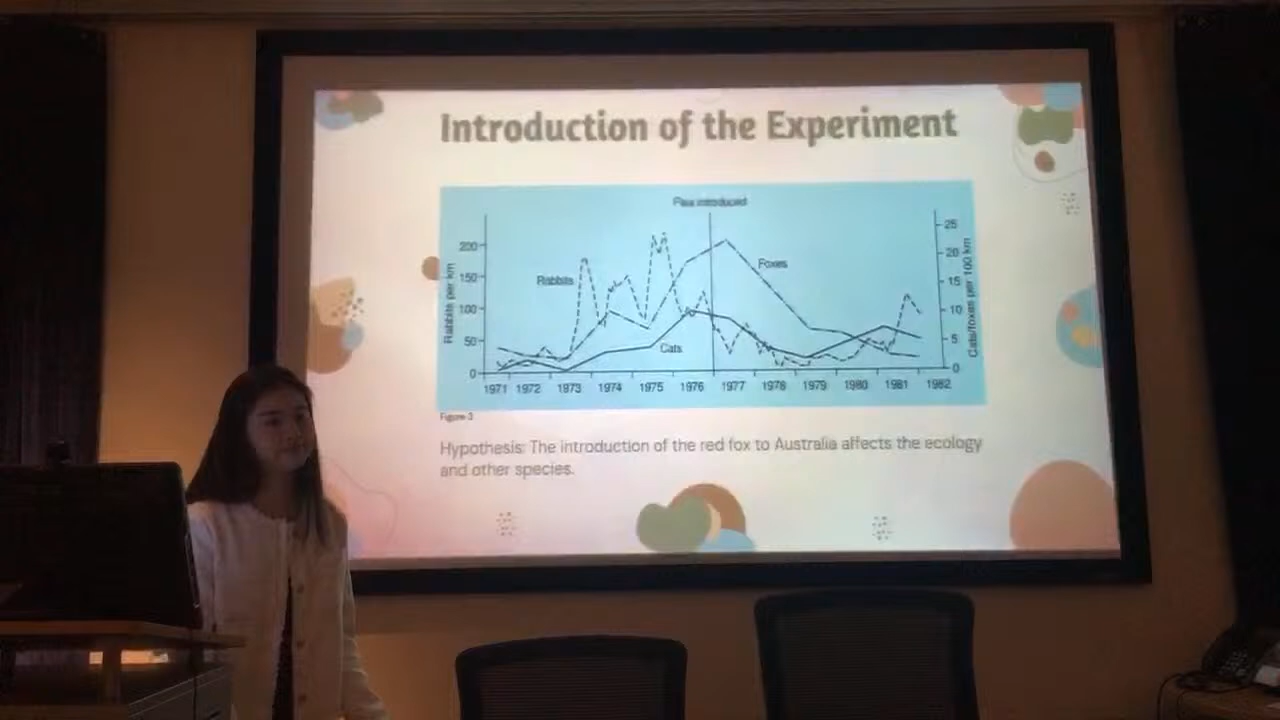 Introduction of the Experiment
Flea introduced
Rabbits per km
200
150
100
50
0
Rabbits
Foxes
Cats
25
20
15
10
5
0
Cats/foxes per 100 km
1971 1972 1973 1974 1975 1976 1977 1978 1979 1980 1981 1982
Figure 3
Hypothesis: The introduction of the red fox to Australia affects the ecology
and other species.